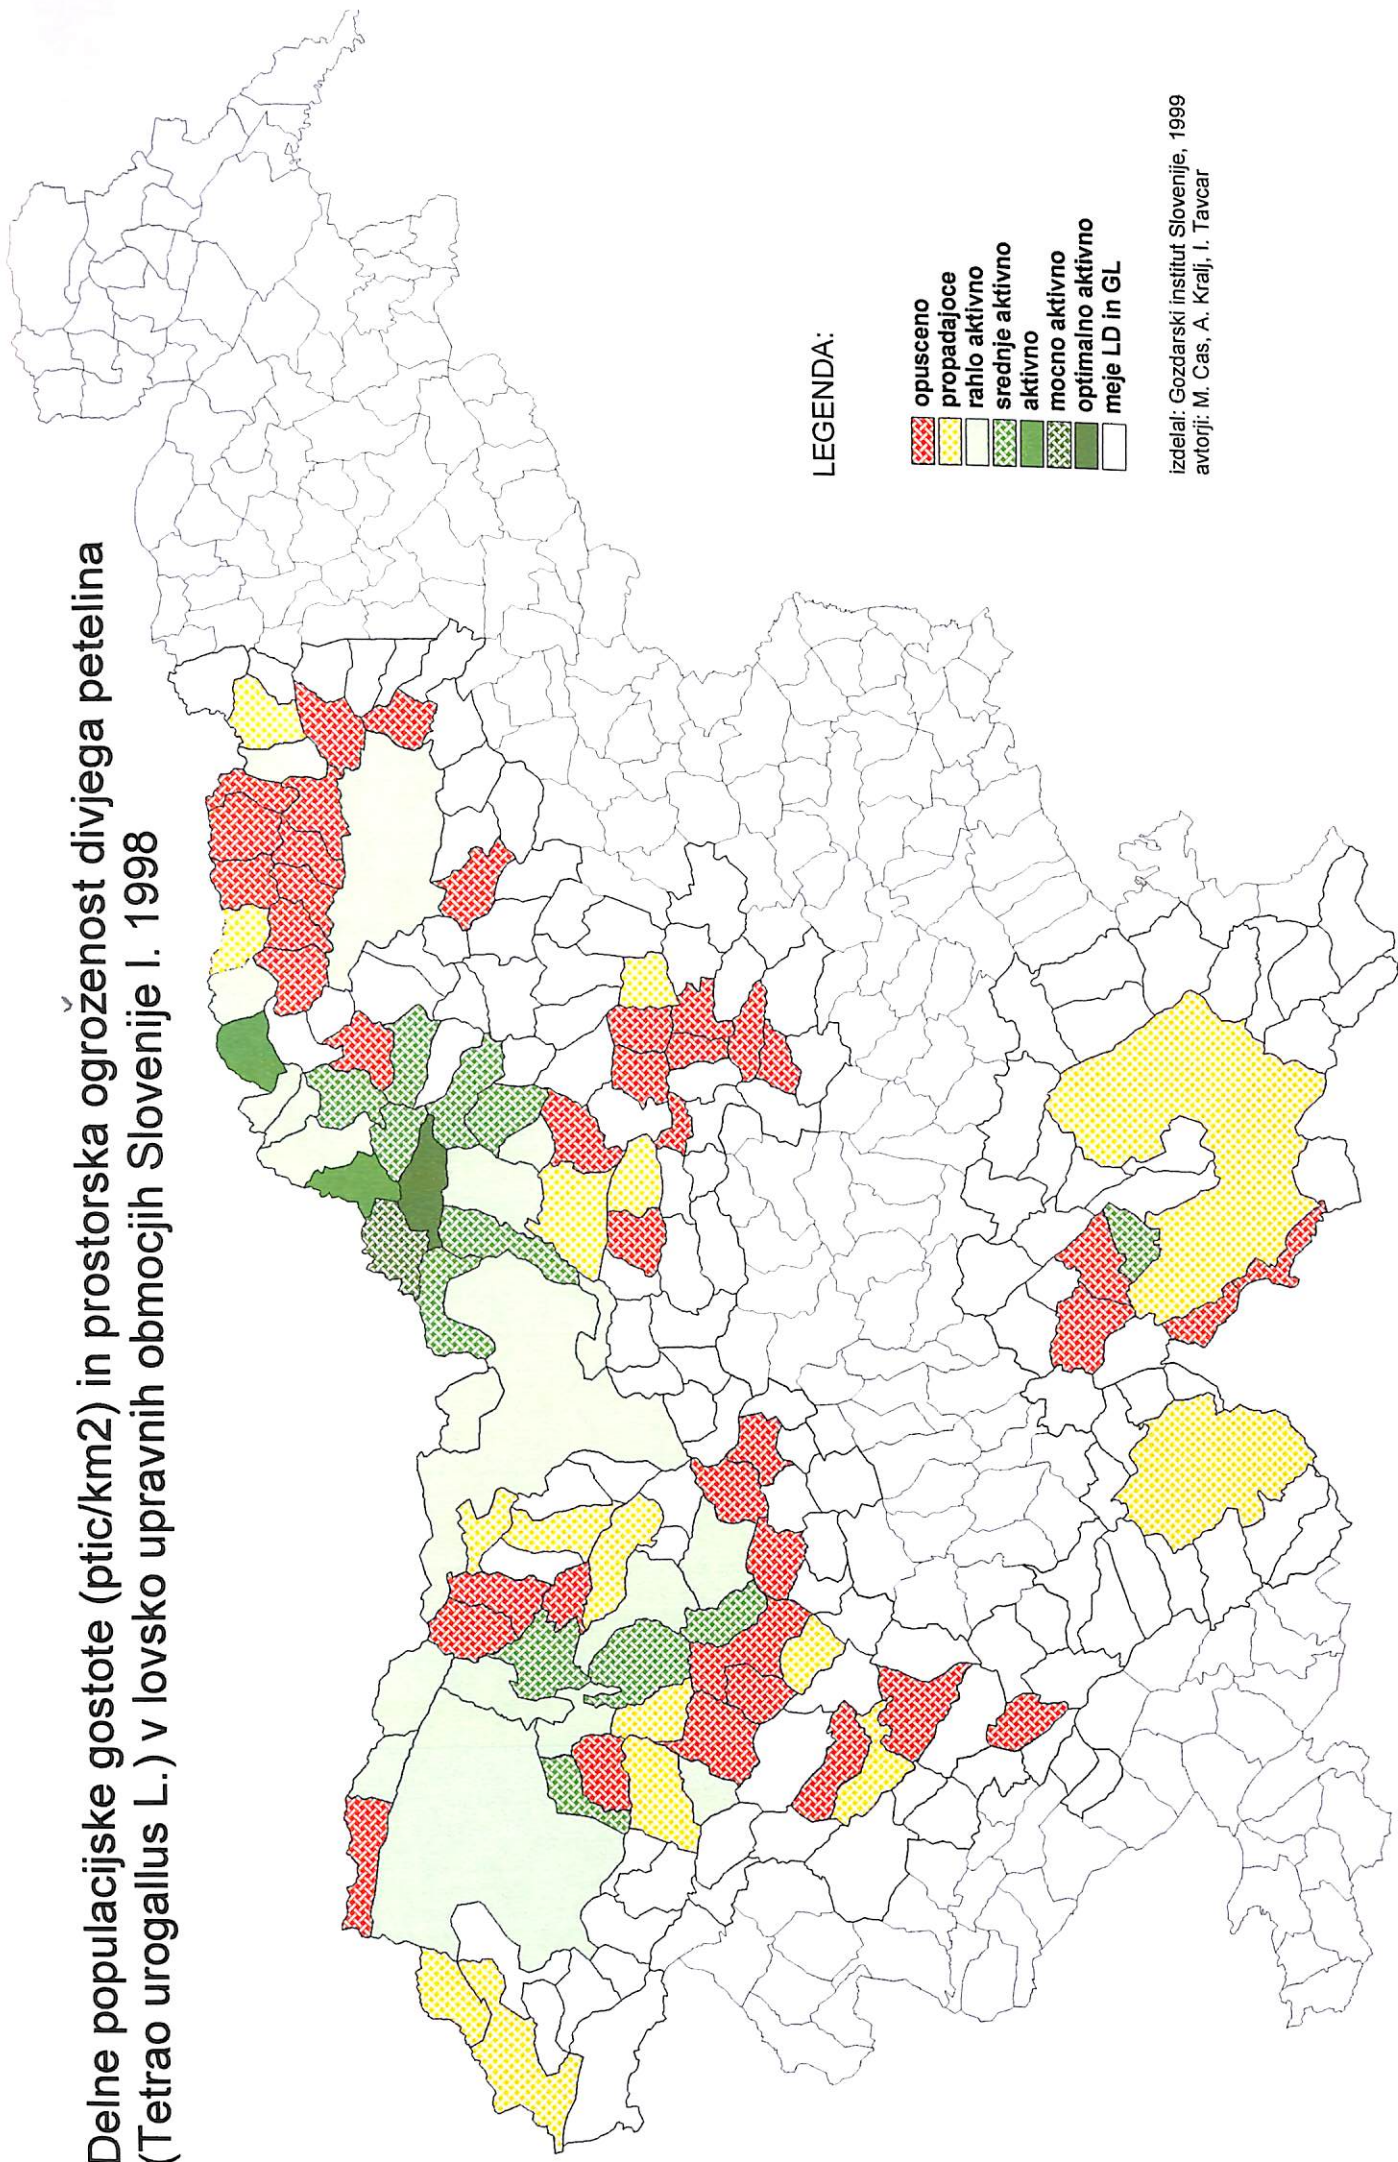 Delne populacijske gostote (ptic/km2) in prostorska ogroženost divjega petelina
(Tetrao urogallus L.) v lovsko upravnih obmocjih Slovenije l. 1998
LEGENDA:
opusceno
propadajoce
rahlo aktivno
srednje aktivno
aktivno
mocno aktivno
optimalno aktivno
meje LD in GL
izdelal: Gozdarski institut Slovenije, 1999
avtorji: M. Cas, A. Kralj, I. Tavcar